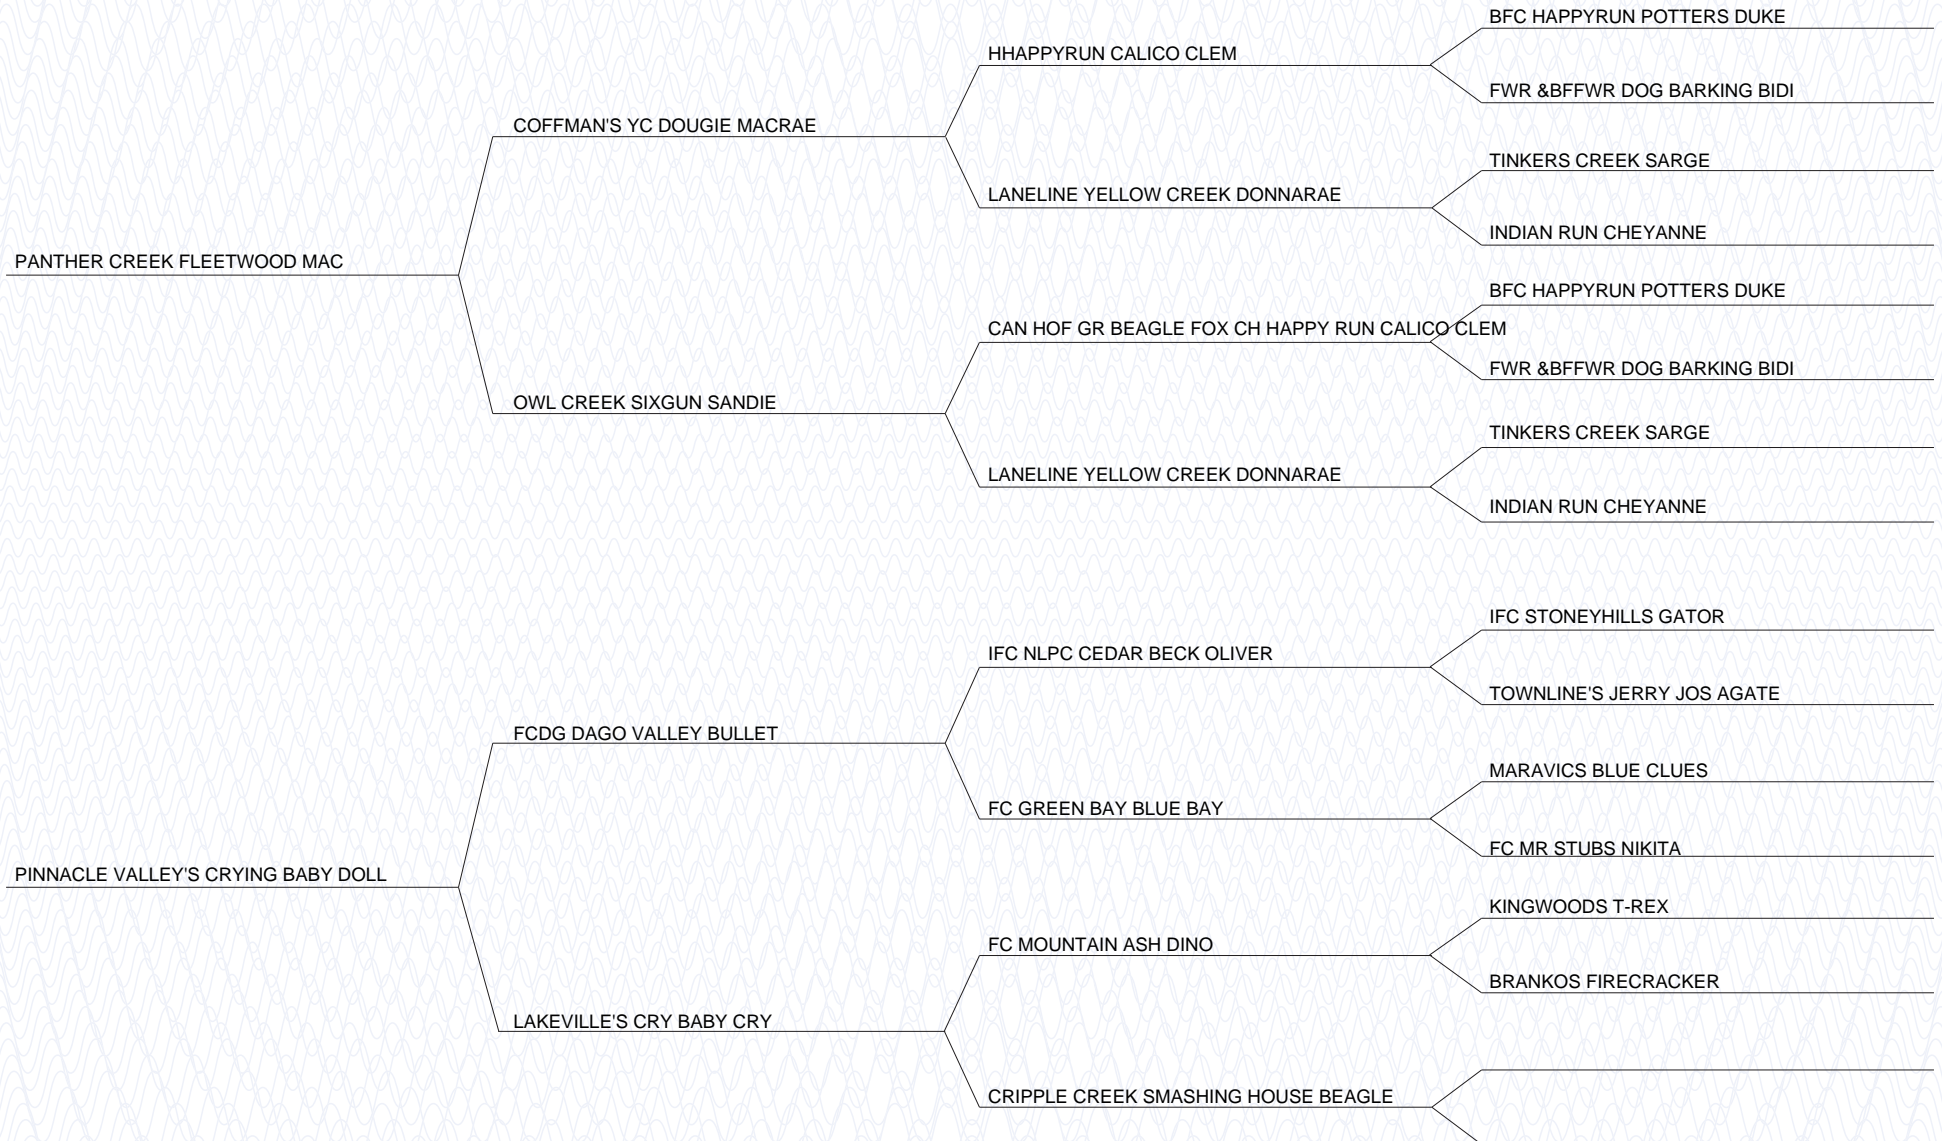 BFC HAPPYRUN POTTERS DUKE
HHAPPYRUN CALICO CLEM
FWR &BFFWR DOG BARKING BIDI
COFFMAN'S YC DOUGIE MACRAE
TINKERS CREEK SARGE
LANELINE YELLOW CREEK DONNARAE
INDIAN RUN CHEYANNE
PANTHER CREEK FLEETWOOD MAC
BFC HAPPYRUN POTTERS DUKE
CAN HOF GR BEAGLE FOX CH HAPPY RUN CALICO CLEM
FWR &BFFWR DOG BARKING BIDI
OWL CREEK SIXGUN SANDIE
TINKERS CREEK SARGE
LANELINE YELLOW CREEK DONNARAE
INDIAN RUN CHEYANNE
IFC STONEYHILLS GATOR
IFC NLPC CEDAR BECK OLIVER
TOWNLINE'S JERRY JOS AGATE
FCDG DAGO VALLEY BULLET
MARAVICS BLUE CLUES
FC GREEN BAY BLUE BAY
FC MR STUBS NIKITA
PINNACLE VALLEY'S CRYING BABY DOLL
KINGWOODS T-REX
FC MOUNTAIN ASH DINO
BRANKOS FIRECRACKER
LAKEVILLE'S CRY BABY CRY
CRIPPLE CREEK SMASHING HOUSE BEAGLE